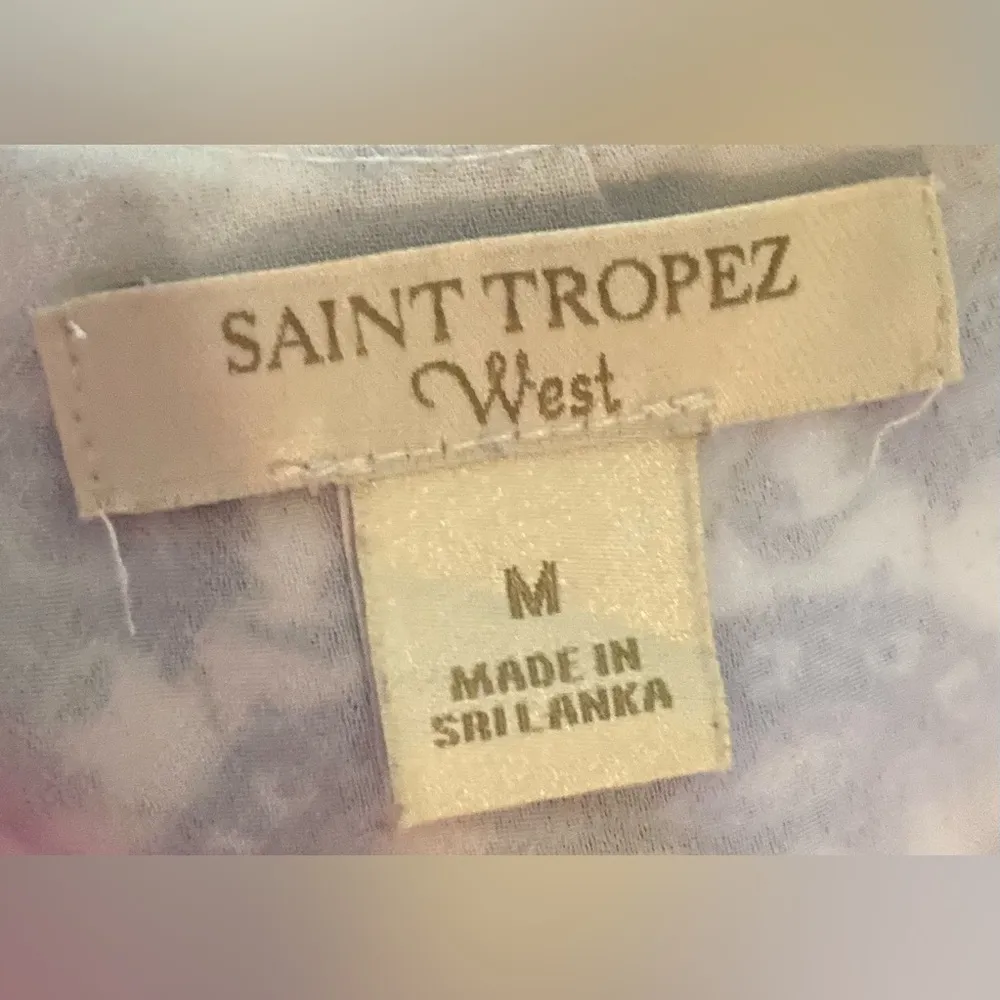 SAINT TROPEZ
West
M
MADE IN
SRI LANKA